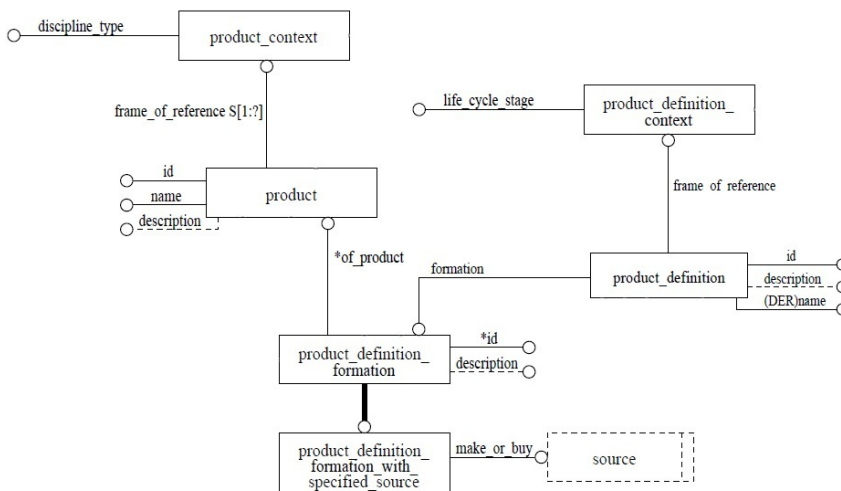 discipline_type
product_context
frame_of_reference S[1:?]
life_cycle_stage
product_definition_
context
id
name
description
product
frame of reference
*of_product
formation
product_definition
id
description
(DER)name
product_definition_
formation
*id
description
product_definition_
formation_with_
specified_source
make_or_buy
source